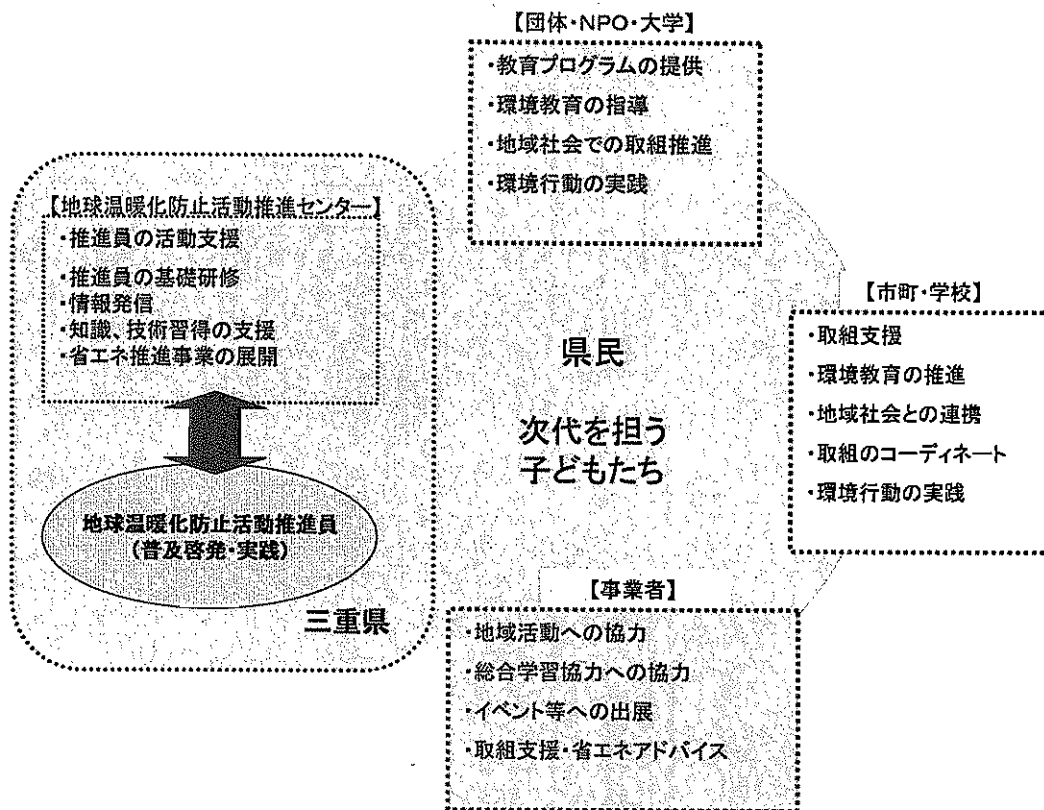 【団体・NPO・大学】
・教育プログラムの提供
・環境教育の指導
・地域社会での取組推進
・環境行動の実践
【地球温暖化防止活動推進センター】
・推進員の活動支援
・推進員の基礎研修
・情報発信
・知識、技術習得の支援
・省エネ推進事業の展開
地球温暖化防止活動推進員
(普及啓発・実践)
三重県
県民
次代を担う
子どもたち
【市町・学校】
・取組支援
・環境教育の推進
・地域社会との連携
・取組のコーディネート
・環境行動の実践
【事業者】
・地域活動への協力
・総合学習協力への協力
・イベント等への出展
・取組支援・省エネアドバイス